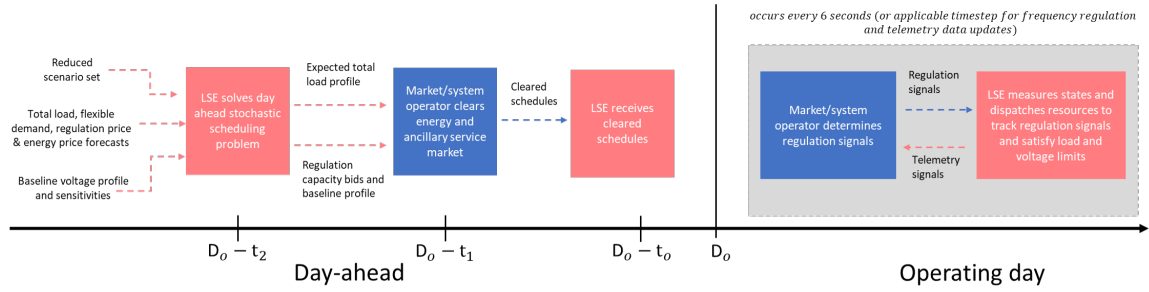 occurs every 6 seconds (or applicable timestep for frequency regulation
and telemetry data updates)
Reduced
scenario set
Total load, flexible
demand, regulation price
& energy price forecasts
Baseline voltage profile
and sensitivities
LSE solves day
ahead stochastic
scheduling
problem
Expected total
load profile
Regulation
capacity bids and
baseline profile
Market/system
operator clears
energy and
ancillary service
market
Cleared
schedules
LSE receives
cleared
schedules
Market/system
operator determines
regulation signals
Regulation
signals
Telemetry
signals
LSE measures states and
dispatches resources to
track regulation signals
and satisfy load and
voltage limits
D_o − t_2
D_o − t_1
D_o − t_o
D_o
Day-ahead
Operating day